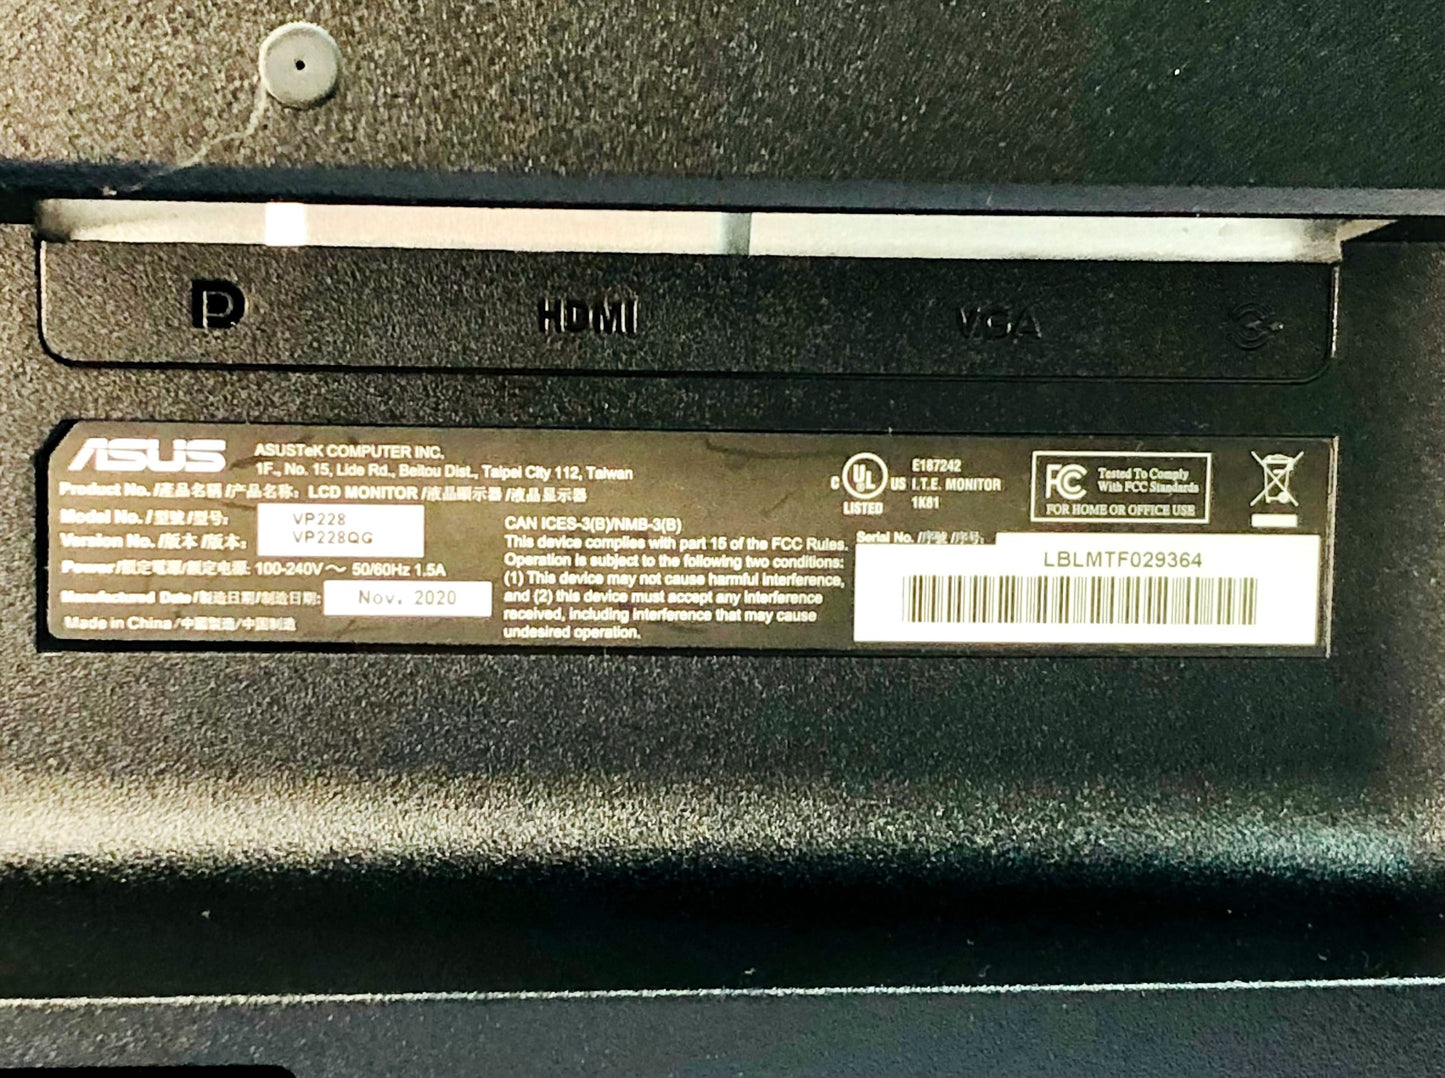 HDMI
VGA
ASUS
ASUSTeK COMPUTER INC.
1F., No. 15, Lide Rd., Beitou Dist., Taipei City 112, Taiwan
Product No. /產品名稱 /产品名称: LCD MONITOR /液晶顯示器 /液晶显示器
Model No. /型號 /型号: VP228
Version No. /版本 /版本: VP228QG
Power/額定電源/额定电源: 100-240V～ 50/60Hz 1.5A
Manufactured Date/製造日期/制造日期: Nov. 2020
Made in China /中國製造/中国制造
CAN ICES-3(B)/NMB-3(B)
This device complies with part 15 of the FCC Rules.
Operation is subject to the following two conditions:
(1) This device may not cause harmful interference,
and (2) this device must accept any interference
received, including interference that may cause
undesired operation.
C UL US
LISTED
E187242
I.T.E. MONITOR
1K81
FC Tested To Comply
With FCC Standards
FOR HOME OR OFFICE USE
Serial No. /序號 /序号:
LBLMTF029364